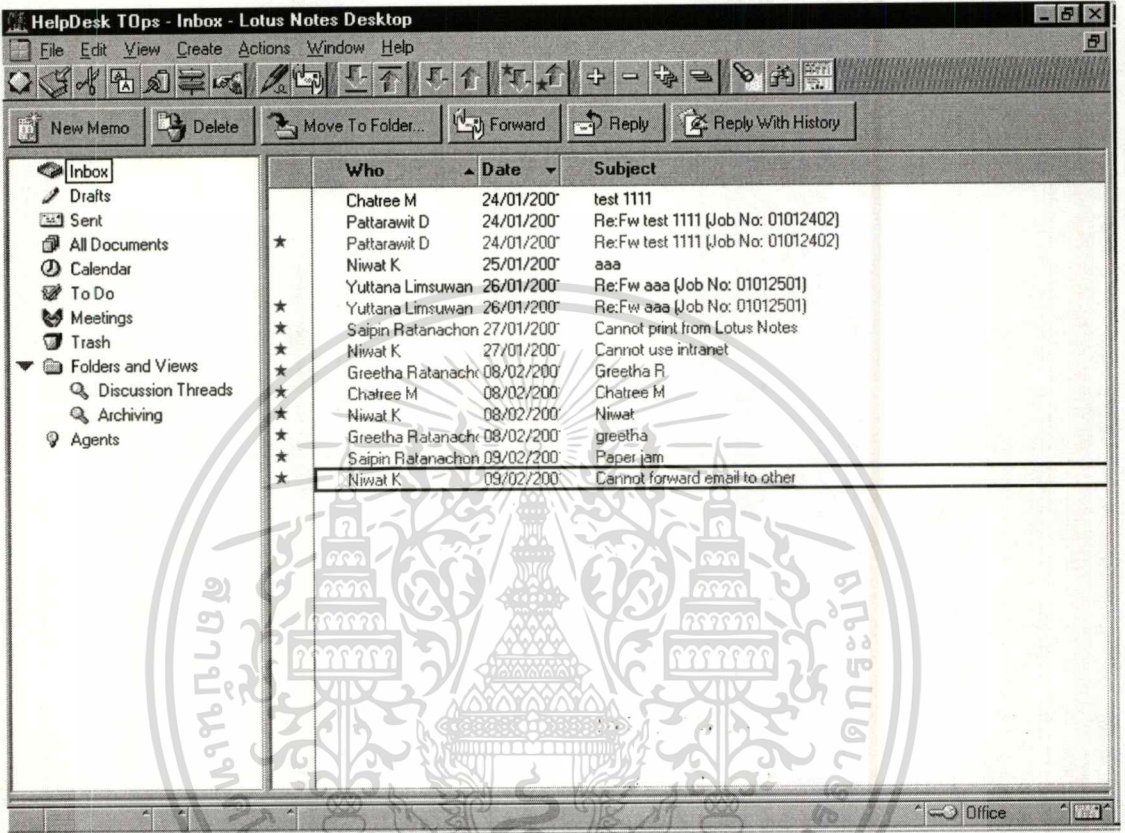 HelpDesk TOps - Inbox - Lotus Notes Desktop
File Edit View Create Actions Window Help
New Memo Delete Move To Folder... Forward Reply Reply With History
Inbox
Drafts
Sent
All Documents
Calendar
To Do
Meetings
Trash
Folders and Views
Discussion Threads
Archiving
Agents
Who Date Subject
Chatree M 24/01/200 test 1111
Pattarawit D 24/01/200 Re:Fw test 1111 (Job No: 01012402)
★ Pattarawit D 24/01/200 Re:Fw test 1111 (Job No: 01012402)
Niwat K 25/01/200 aaa
Yuttana Limsuwan 26/01/200 Re:Fw aaa (Job No: 01012501)
★ Yuttana Limsuwan 26/01/200 Re:Fw aaa (Job No: 01012501)
★ Saipin Ratanachon 27/01/200 Cannot print from Lotus Notes
★ Niwat K 27/01/200 Cannot use intranet
★ Greetha Ratanach 08/02/200 Greetha R
★ Chatree M 08/02/200 Chatree M
★ Niwat K 08/02/200 Niwat
★ Greetha Ratanach 08/02/200 greetha
★ Saipin Ratanachon 09/02/200 Paper jam
★ Niwat K 09/02/200 Cannot forward email to other
Office